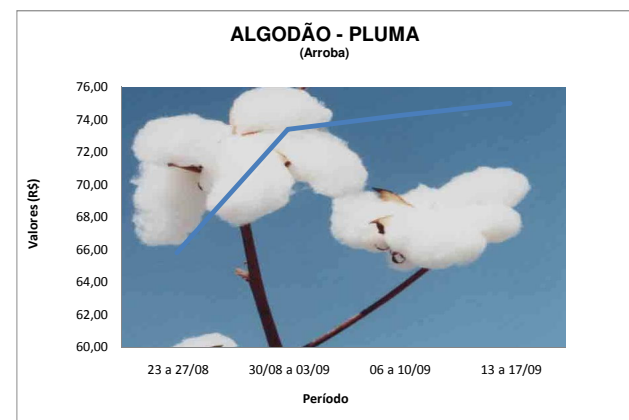 ALGODÃO - PLUMA
(Arroba)
Valores (R$)
76,00
74,00
72,00
70,00
68,00
66,00
64,00
62,00
60,00
23 a 27/08 30/08 a 03/09 06 a 10/09 13 a 17/09
Período